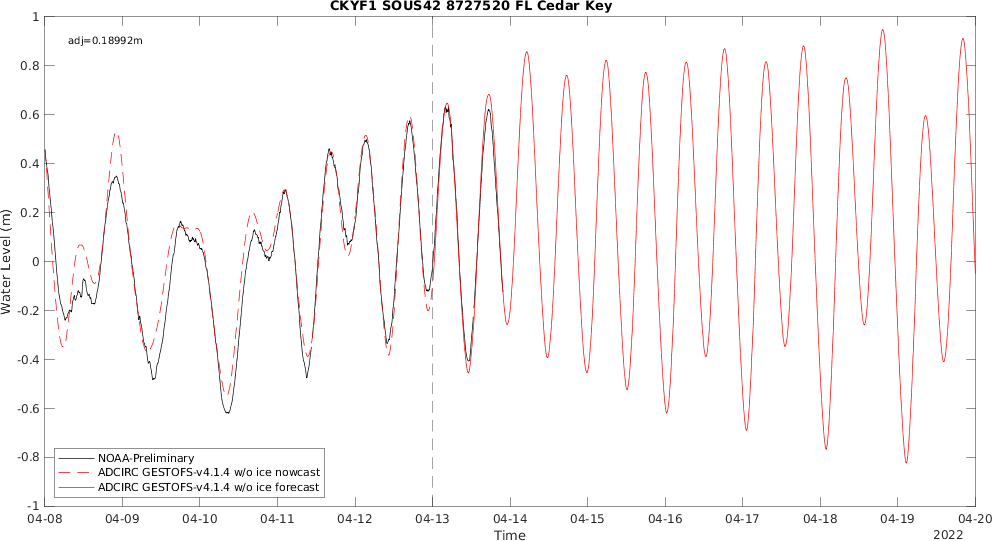 CKYF1 SOUS42 8727520 FL Cedar Key
adj=0.18992m
1
0.8
0.6
0.4
0.2
0
-0.2
-0.4
-0.6
-0.8
-1
Water Level (m)
NOAA-Preliminary
ADCIRC GESTOFS-v4.1.4 w/o ice nowcast
ADCIRC GESTOFS-v4.1.4 w/o ice forecast
04-08 04-09 04-10 04-11 04-12 04-13 04-14 04-15 04-16 04-17 04-18 04-19 04-20
Time
2022